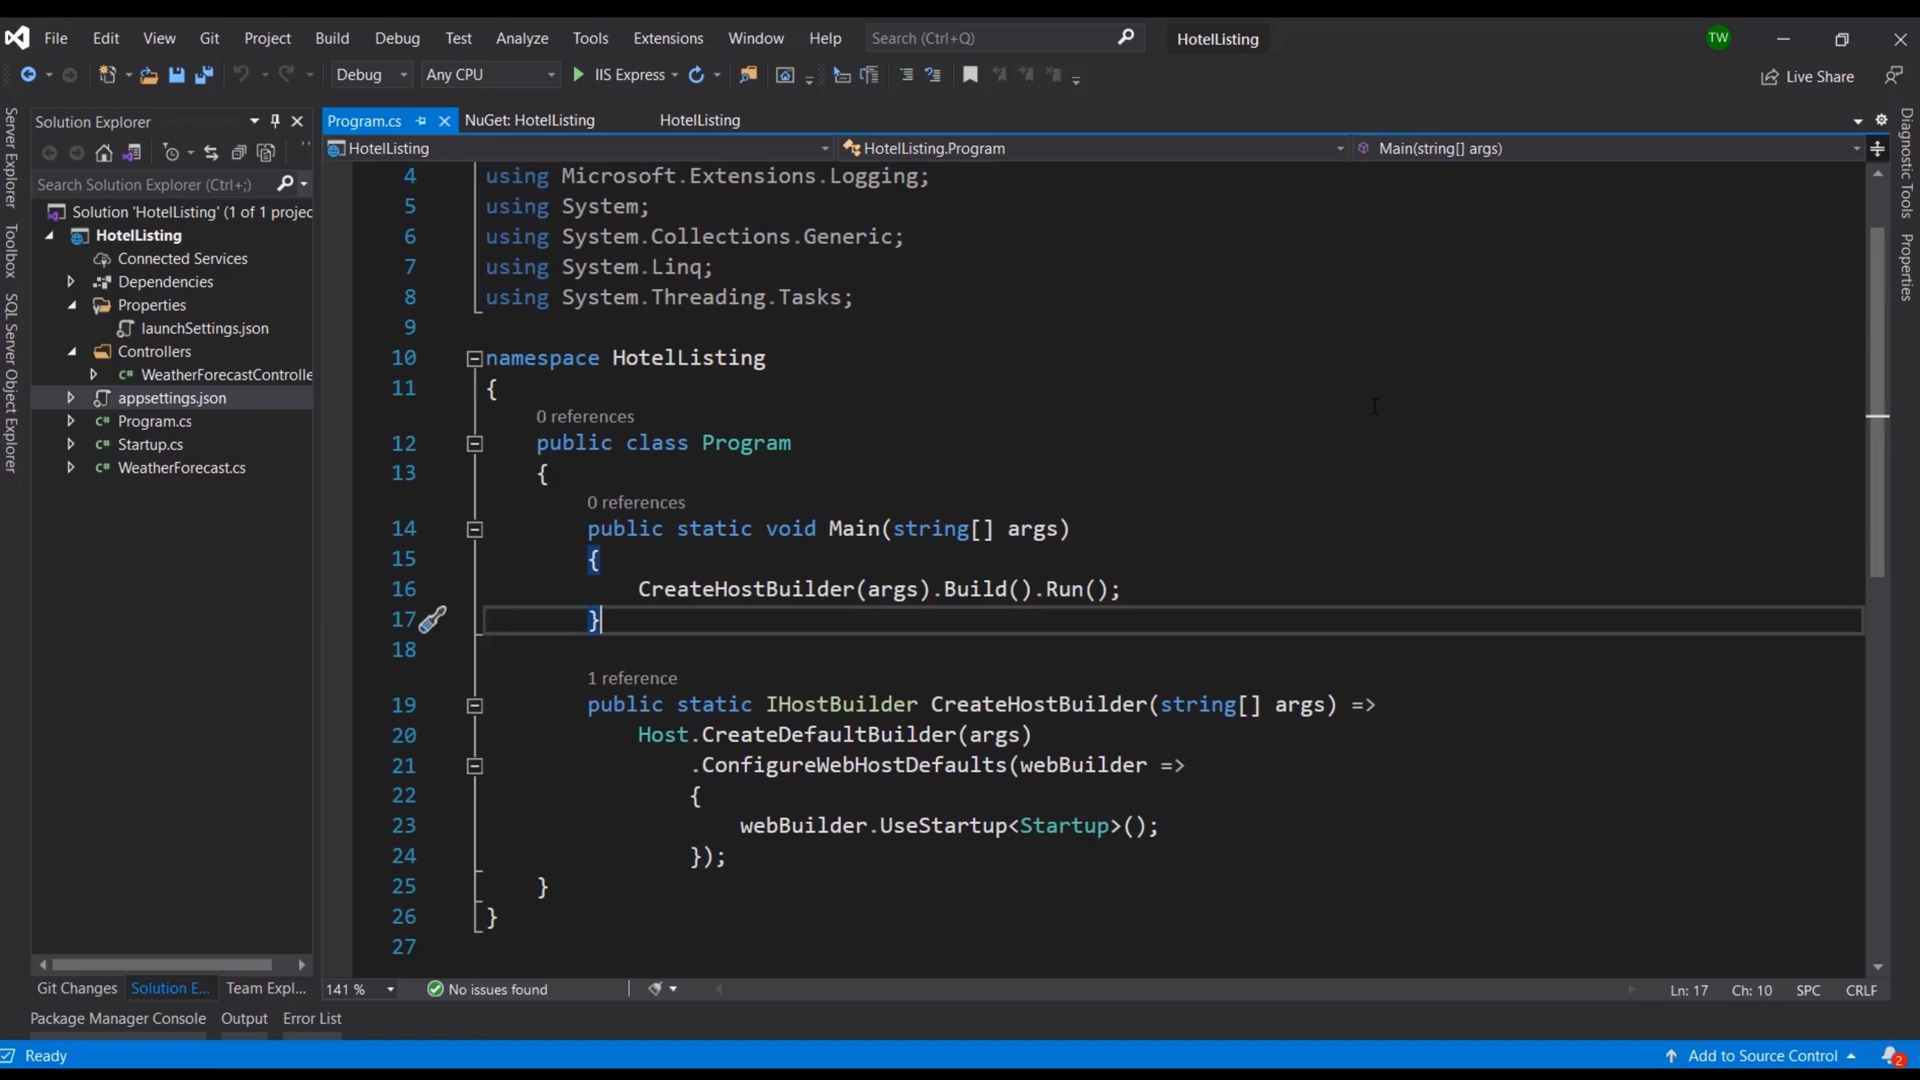 File Edit View Git Project Build Debug Test Analyze Tools Extensions Window Help Search (Ctrl+Q) HotelListing TW
Debug Any CPU IIS Express Live Share
Server Explorer
Toolbox
SQL Server Object Explorer
Solution Explorer
Search Solution Explorer (Ctrl+;)
Solution 'HotelListing' (1 of 1 projec
HotelListing
Connected Services
Dependencies
Properties
launchSettings.json
Controllers
C# WeatherForecastControlle
appsettings.json
C# Program.cs
C# Startup.cs
C# WeatherForecast.cs
Git Changes Solution E... Team Expl...
Program.cs NuGet: HotelListing HotelListing
HotelListing HotelListing.Program Main(string[] args)
4 using Microsoft.Extensions.Logging;
5 using System;
6 using System.Collections.Generic;
7 using System.Linq;
8 using System.Threading.Tasks;
9
10 namespace HotelListing
11 {
0 references
12 public class Program
13 {
0 references
14 public static void Main(string[] args)
15 {
16 CreateHostBuilder(args).Build().Run();
17 }
18
1 reference
19 public static IHostBuilder CreateHostBuilder(string[] args) =>
20 Host.CreateDefaultBuilder(args)
21 .ConfigureWebHostDefaults(webBuilder =>
22 {
23 webBuilder.UseStartup<Startup>();
24 });
25 }
26 }
27
141 % No issues found Ln: 17 Ch: 10 SPC CRLF
Diagnostic Tools
Properties
Package Manager Console Output Error List
Ready Add to Source Control 2